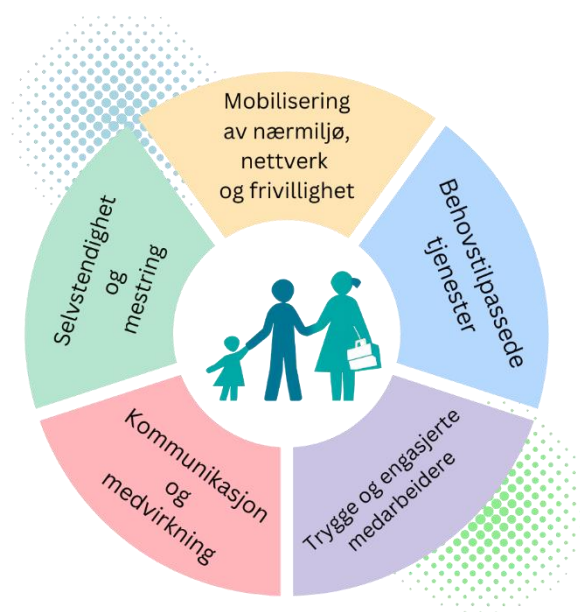 Mobilisering
av nærmiljø,
nettverk
og frivillighet
Behovstilpassede
tjenester
Trygge og engasjerte
medarbeidere
Kommunikasjon
og
medvirkning
Selvstendighet
og
mestring